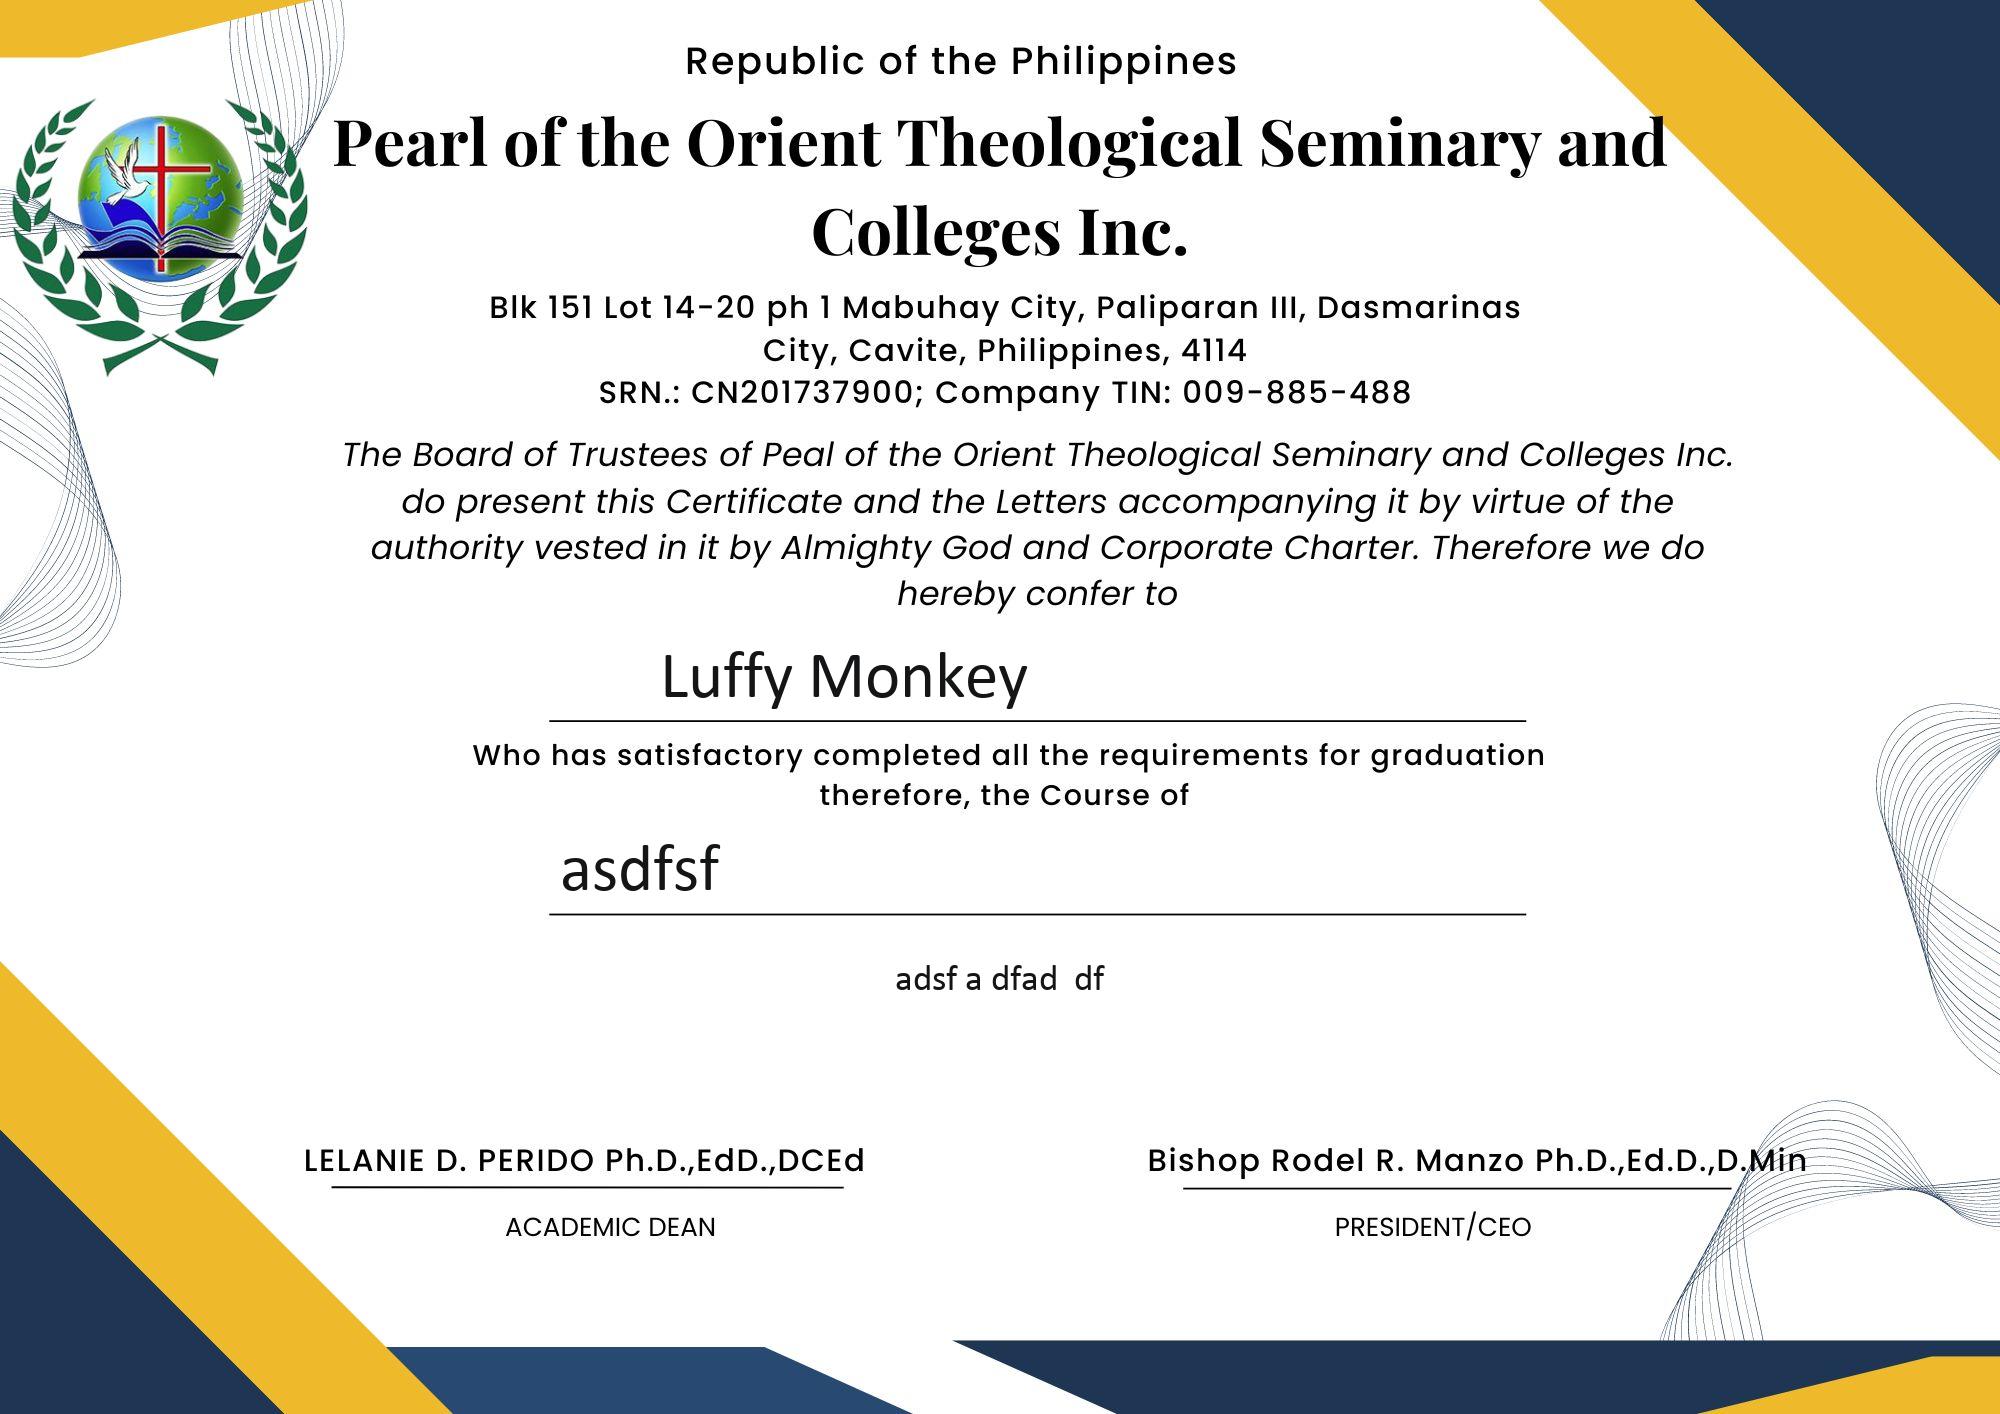 Republic of the Philippines
Pearl of the Orient Theological Seminary and
Colleges Inc.
Blk 151 Lot 14-20 ph 1 Mabuhay City, Paliparan III, Dasmarinas
City, Cavite, Philippines, 4114
SRN.: CN201737900; Company TIN: 009-885-488
The Board of Trustees of Peal of the Orient Theological Seminary and Colleges Inc.
do present this Certificate and the Letters accompanying it by virtue of the
authority vested in it by Almighty God and Corporate Charter. Therefore we do
hereby confer to
Luffy Monkey
Who has satisfactory completed all the requirements for graduation
therefore, the Course of
asdfsf
adsf a dfad  df
LELANIE D. PERIDO Ph.D.,EdD.,DCEd
ACADEMIC DEAN
Bishop Rodel R. Manzo Ph.D.,Ed.D.,D.Min
PRESIDENT/CEO